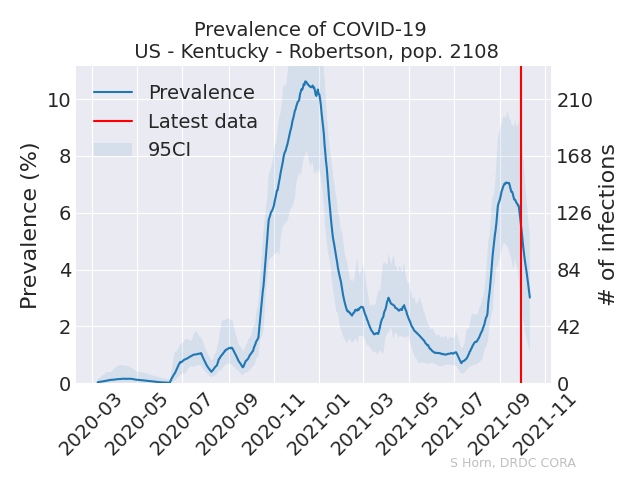 Prevalence of COVID-19
US - Kentucky - Robertson, pop. 2108
Prevalence
Latest data
95CI
Prevalence (%)
10
8
6
4
2
0
210
168
126
84
42
0
# of infections
2020-03
2020-05
2020-07
2020-09
2020-11
2021-01
2021-03
2021-05
2021-07
2021-09
2021-11
S Horn, DRDC CORA